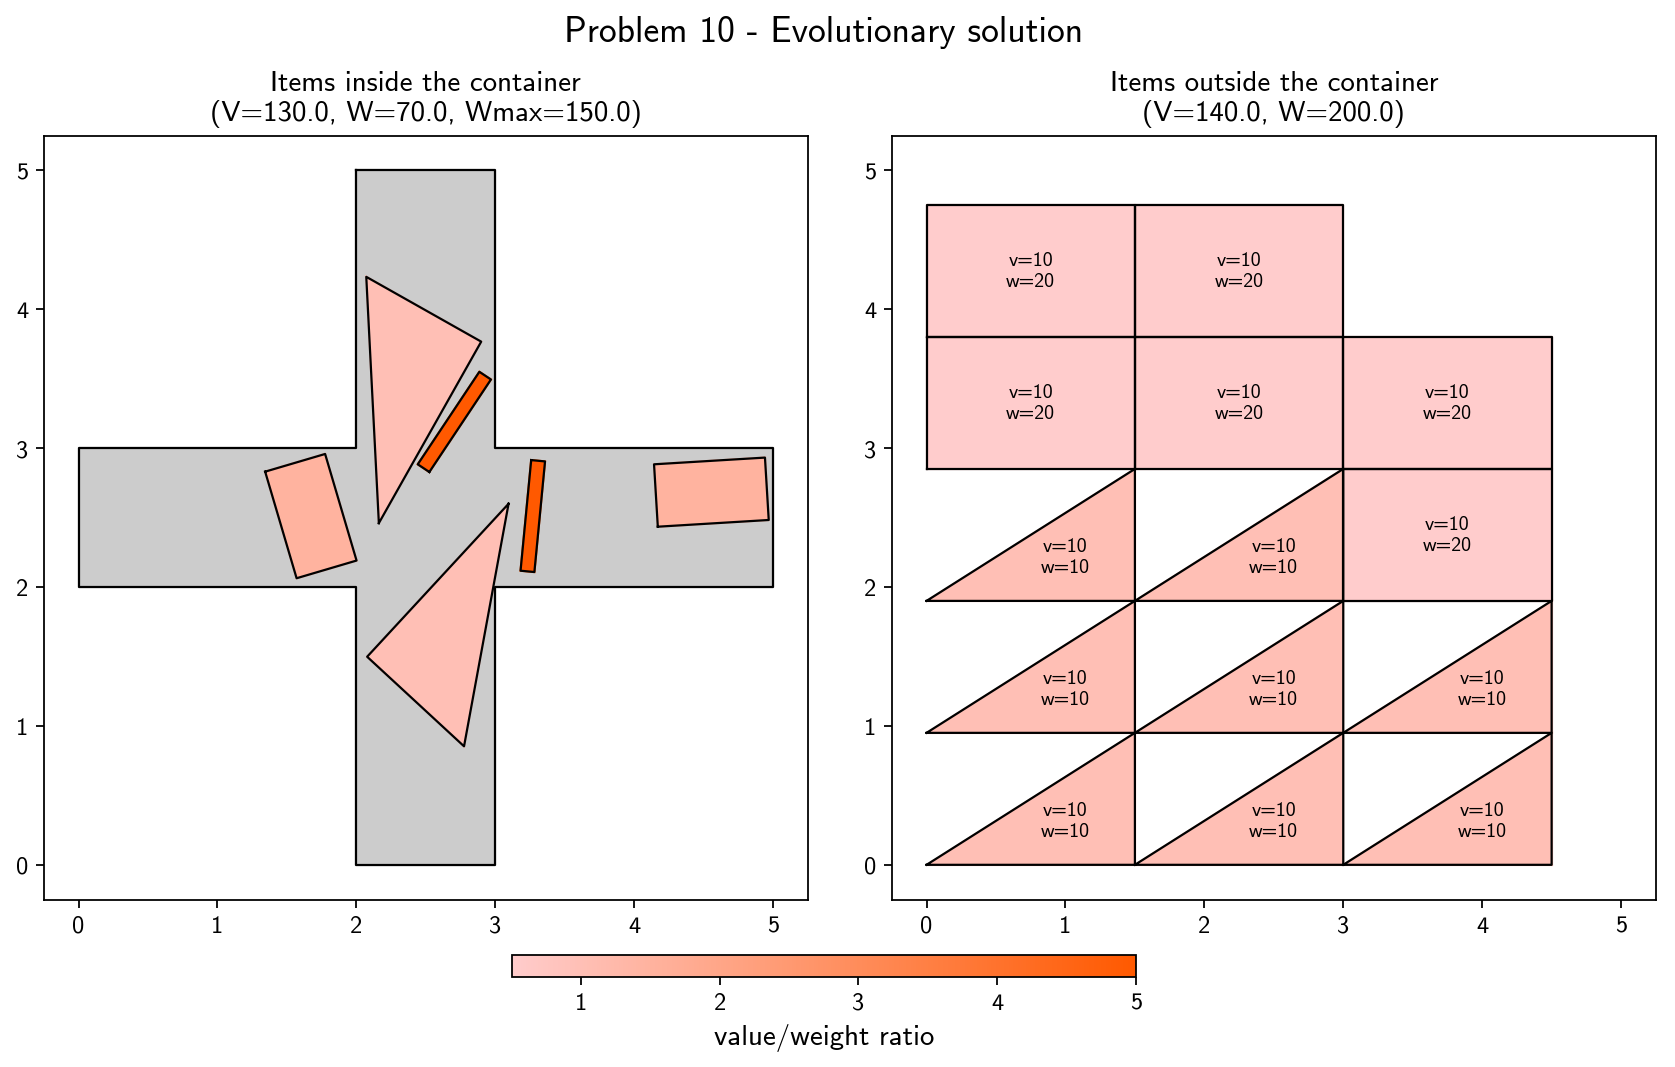 Problem 10 - Evolutionary solution
Items inside the container
(V=130.0, W=70.0, Wmax=150.0)
5
4
3
2
1
0
0 1 2 3 4 5
Items outside the container
(V=140.0, W=200.0)
5
4
3
2
1
0
v=10 v=10
w=20 w=20
v=10 v=10 v=10
w=20 w=20 w=20
v=10
w=20
v=10 v=10
w=10 w=10
v=10 v=10 v=10
w=10 w=10 w=10
v=10 v=10 v=10
w=10 w=10 w=10
0 1 2 3 4 5
1 2 3 4 5
value/weight ratio